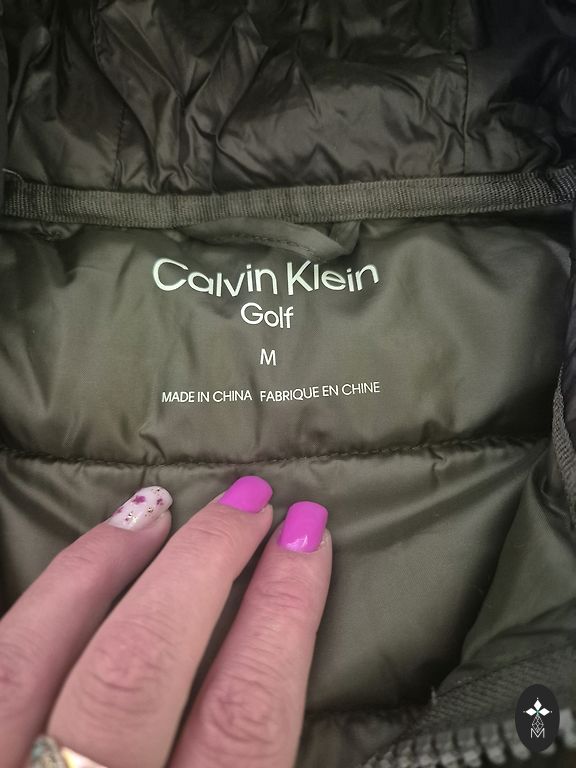 Calvin Klein
Golf
M
MADE IN CHINA FABRIQUE EN CHINE
M